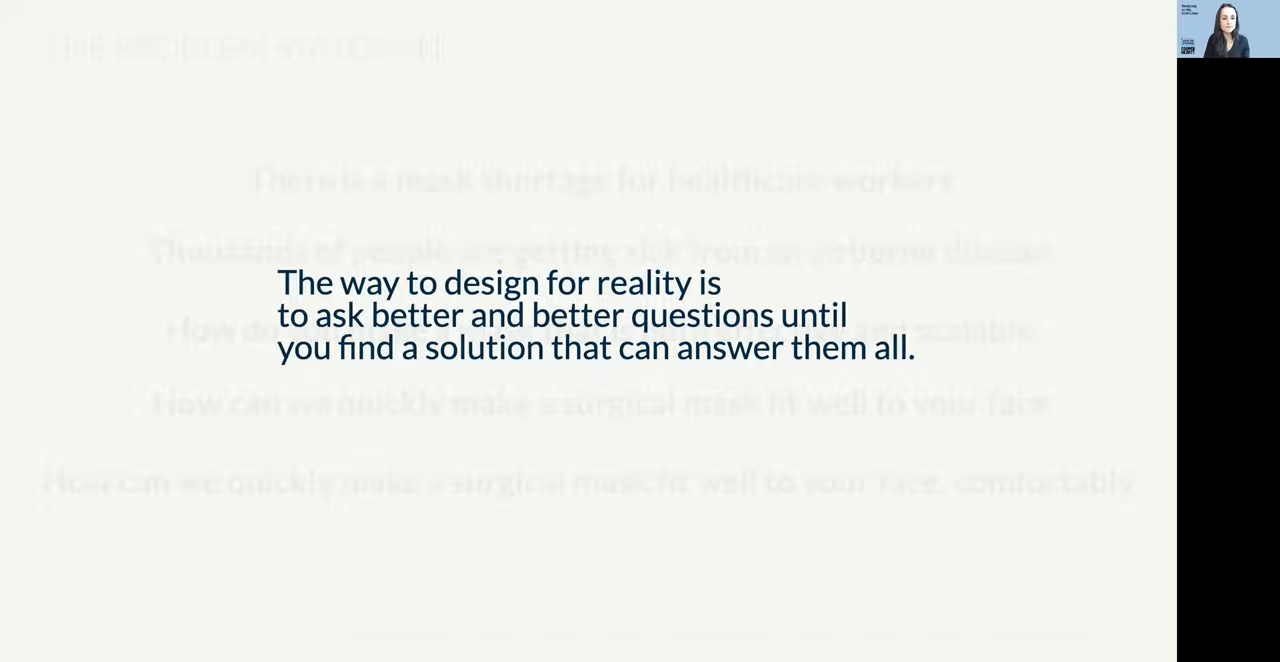 THE PROBLEM STATEMENT
There is a mask shortage for healthcare workers
Thousands of people are getting sick from an airborne disease
The way to design for reality is
to ask better and better questions until
you find a solution that can answer them all.
How can we quickly make a surgical mask fit well to your face
How can we quickly make a surgical mask fit well to your face, comfortably